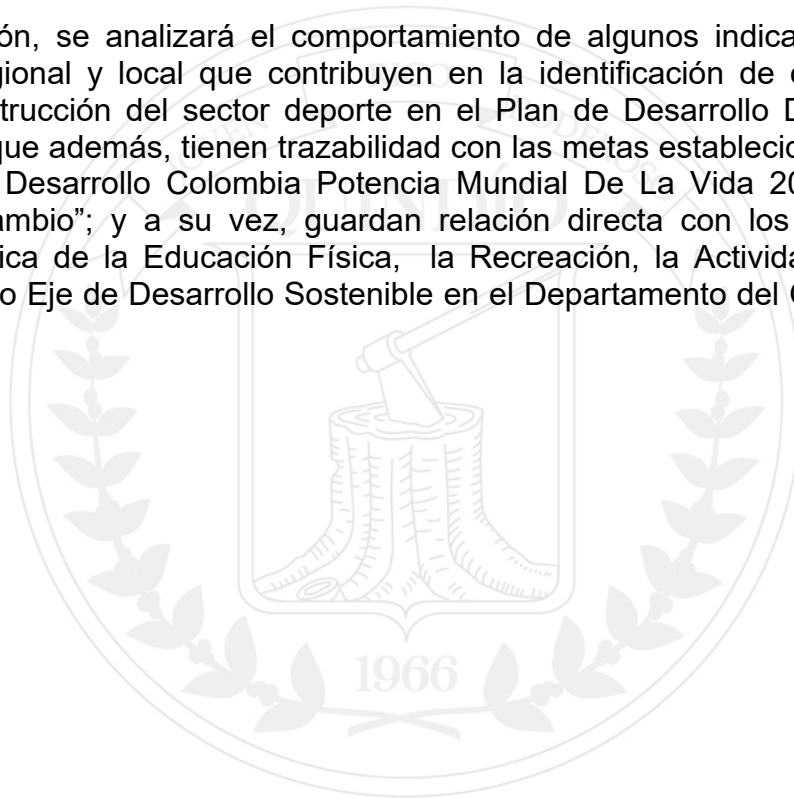 ón, se analizará el comportamiento de algunos indica
gional y local que contribuyen en la identificación de
trucción del sector deporte en el Plan de Desarrollo D
que además, tienen trazabilidad con las metas establecid
Desarrollo Colombia Potencia Mundial De La Vida 20
ambio”; y a su vez, guardan relación directa con los
ica de la Educación Física, la Recreación, la Activida
o Eje de Desarrollo Sostenible en el Departamento del
QUINDÍO
1966